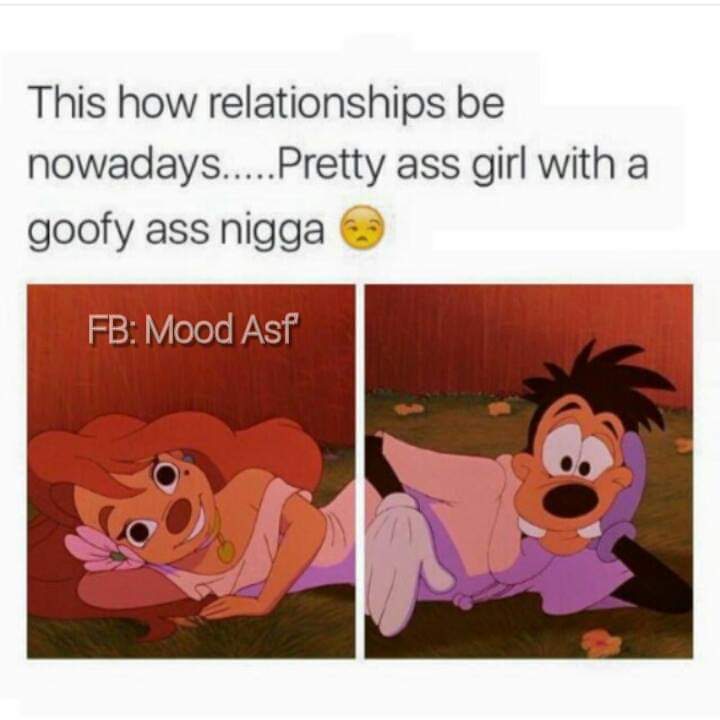 This how relationships be
nowadays.....Pretty ass girl with a
goofy ass nigga 😒
FB: Mood Asf